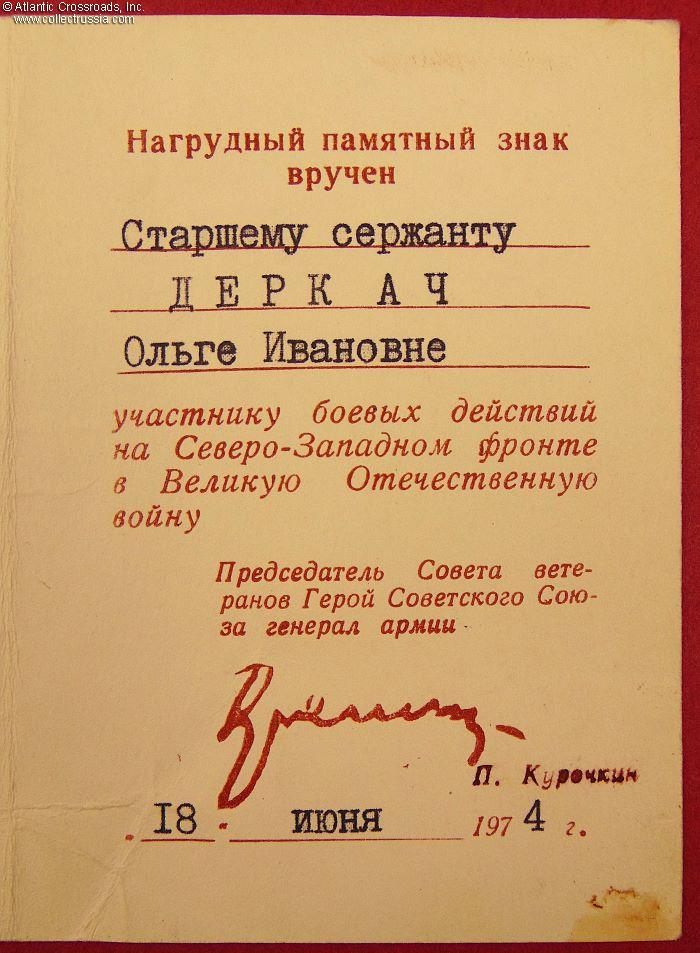 © Atlantic Crossroads, Inc.
www.collectrussia.com
Нагрудный памятный знак
вручен
Старшему сержанту
ДЕРКАЧ
Ольге Ивановне
участнику боевых действий
на Северо-Западном фронте
в Великую Отечественную
войну
Председатель Совета вете-
ранов Герой Советского Сою-
за генерал армии
П. Курочкин
18 июня 1974 г.